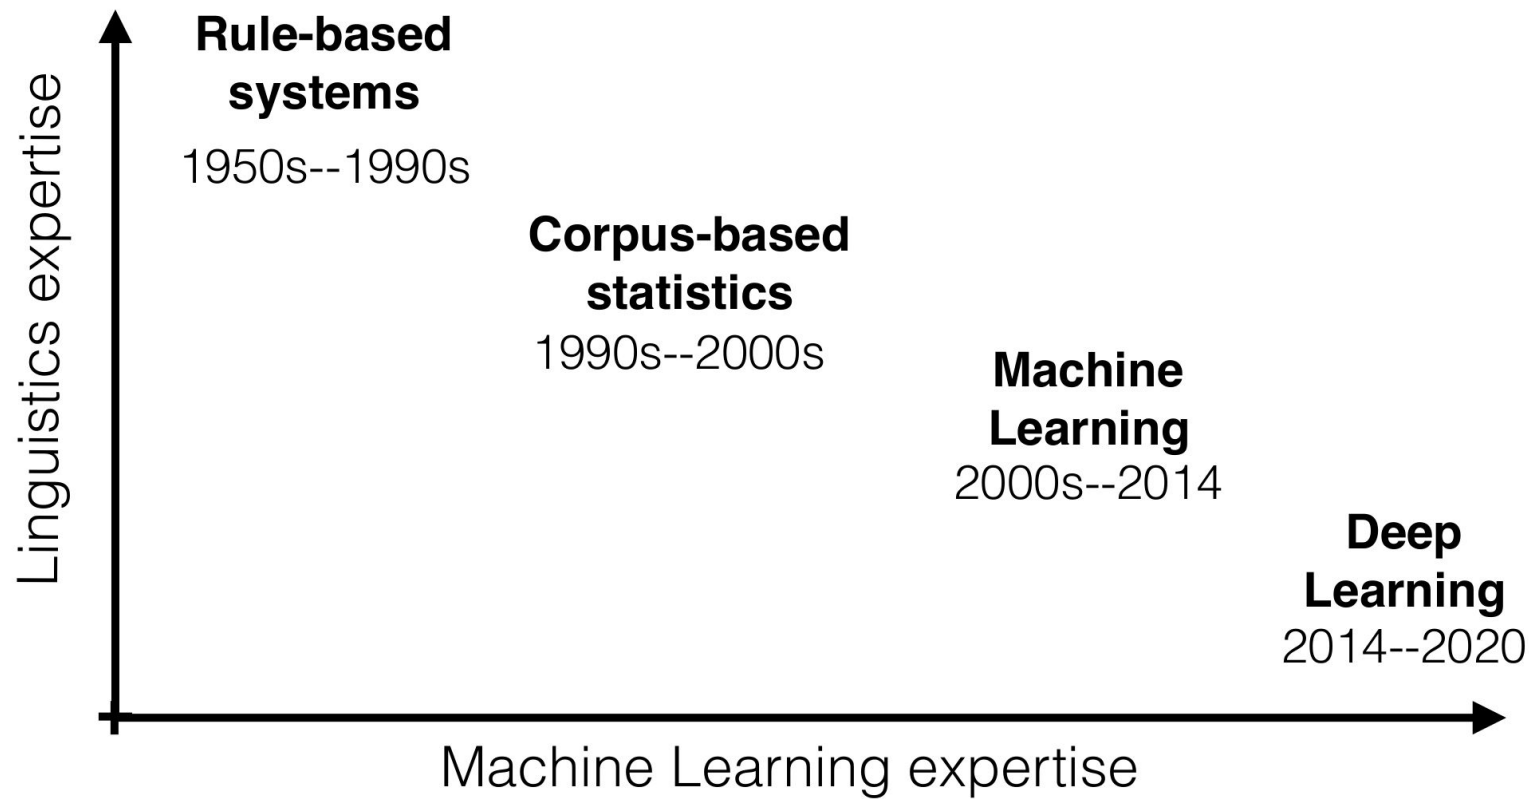 Rule-based
systems
1950s--1990s
Linguistics expertise
Corpus-based
statistics
1990s--2000s
Machine
Learning
2000s--2014
Deep
Learning
2014--2020
Machine Learning expertise